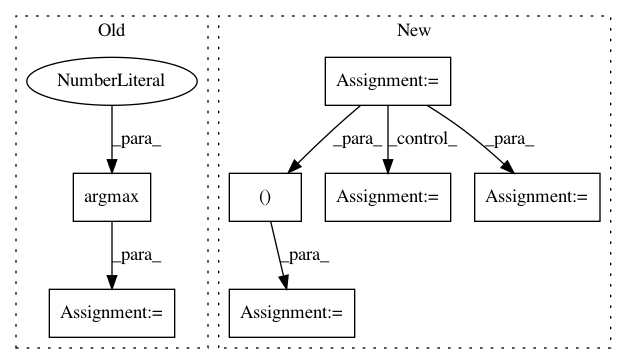 Old
New
NumberLiteral
Assignment:=
_para_
_para_
_control_
_para_
argmax
()
Assignment:=
Assignment:=
_para_
_para_
Assignment:=
Assignment:=